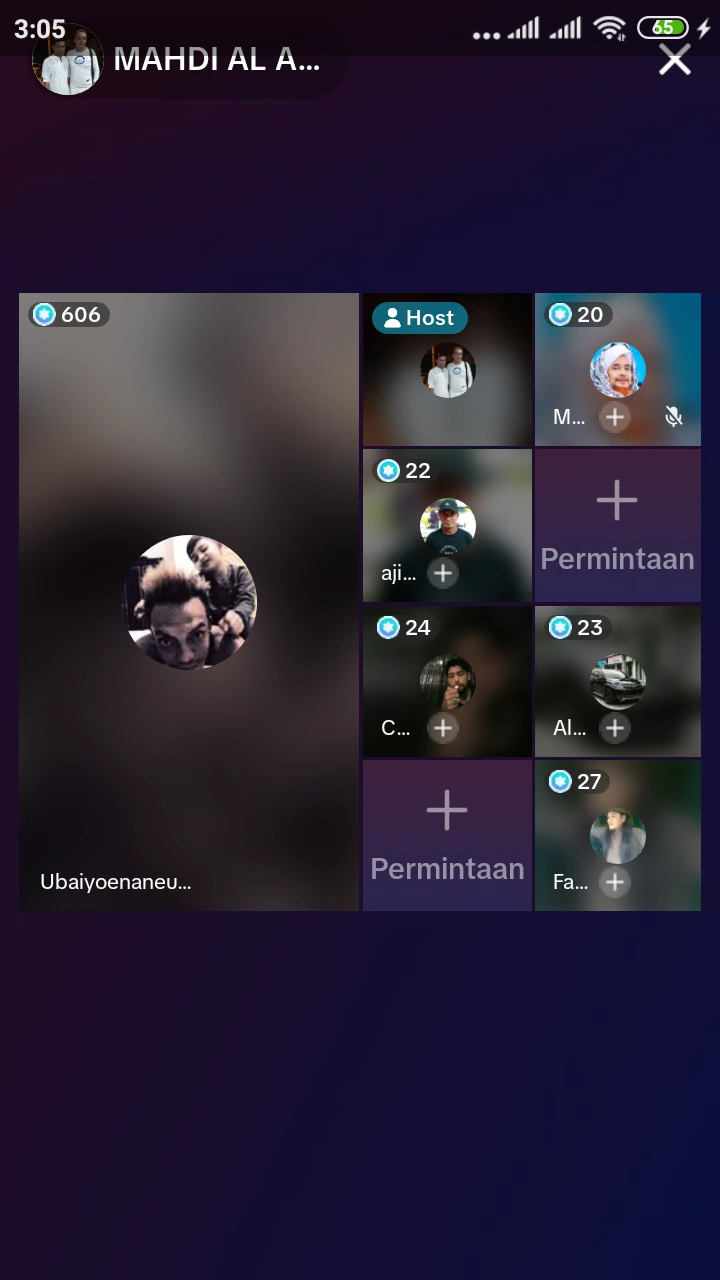 3:05
65
MAHDI AL A...
606
Host
20
M...
22
aji...
Permintaan
24
C...
23
Al...
Permintaan
27
Fa...
Ubaiyoenaneu...